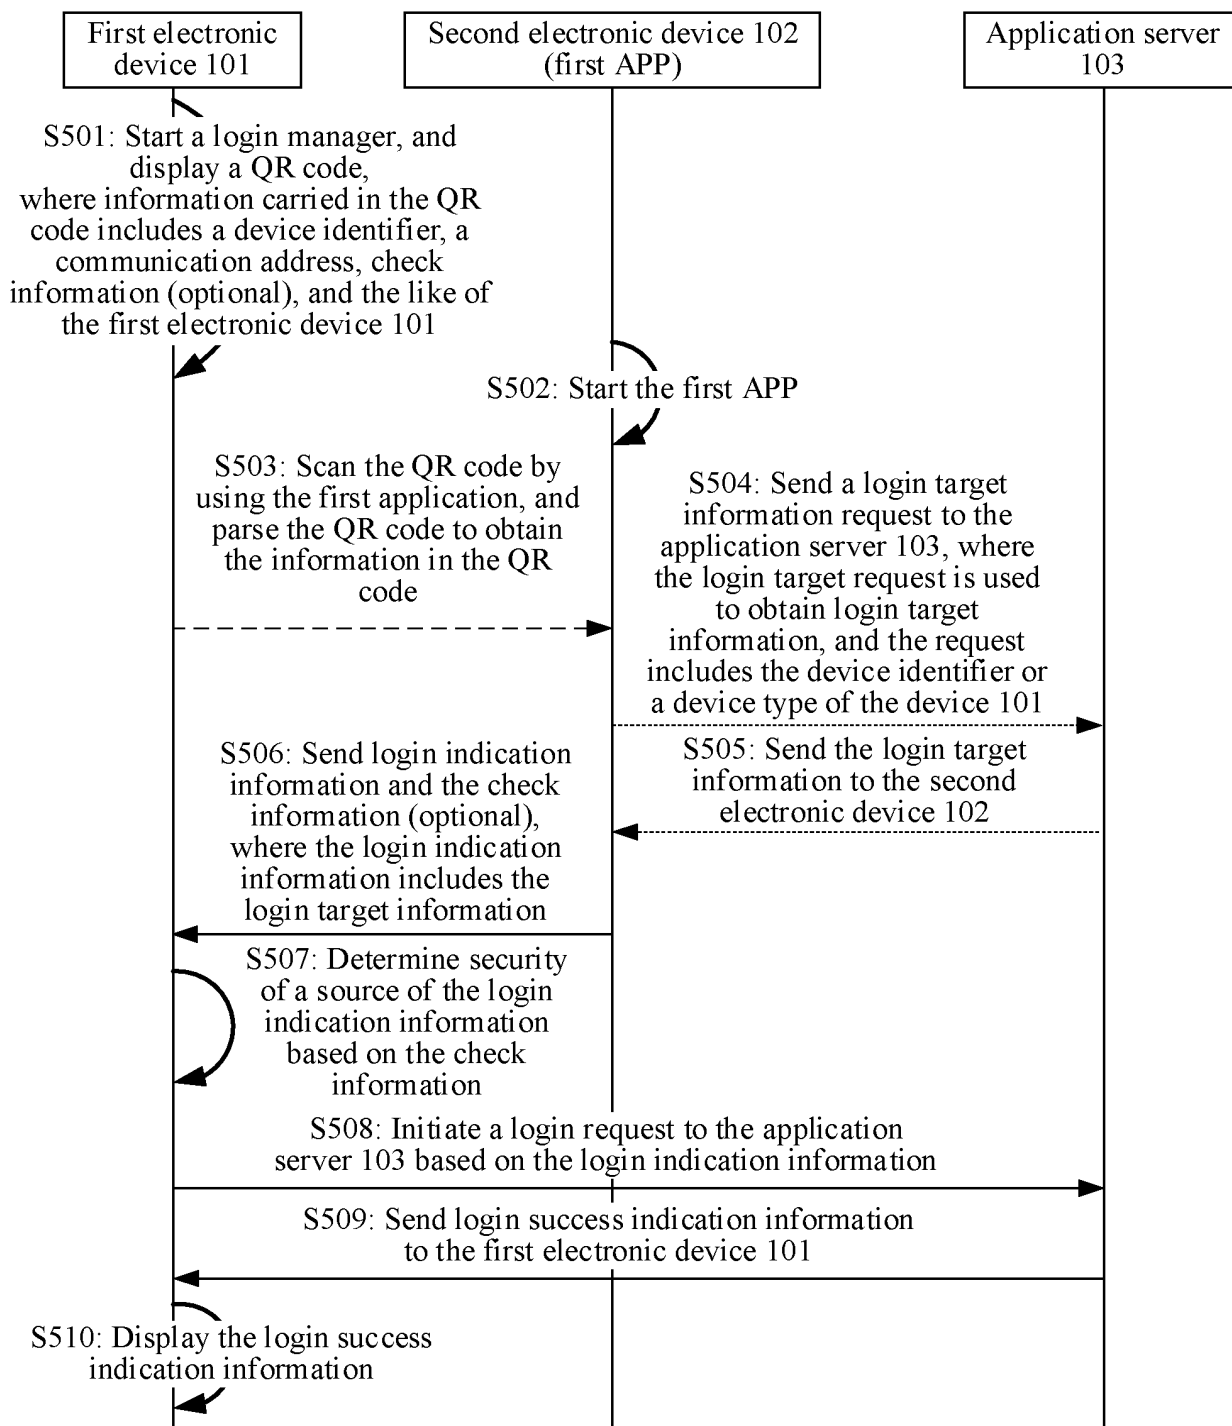 First electronic
device 101
Second electronic device 102
(first APP)
Application server
103
S501: Start a login manager, and
display a QR code,
where information carried in the QR
code includes a device identifier, a
communication address, check
information (optional), and the like of
the first electronic device 101
S502: Start the first APP
S503: Scan the QR code by
using the first application, and
parse the QR code to obtain
the information in the QR
code
S504: Send a login target
information request to the
application server 103, where
the login target request is used
to obtain login target
information, and the request
includes the device identifier or
a device type of the device 101
S505: Send the login target
information to the second
electronic device 102
S506: Send login indication
information and the check
information (optional),
where the login indication
information includes the
login target information
S507: Determine security
of a source of the login
indication information
based on the check
information
S508: Initiate a login request to the application
server 103 based on the login indication information
S509: Send login success indication information
to the first electronic device 101
S510: Display the login success
indication information